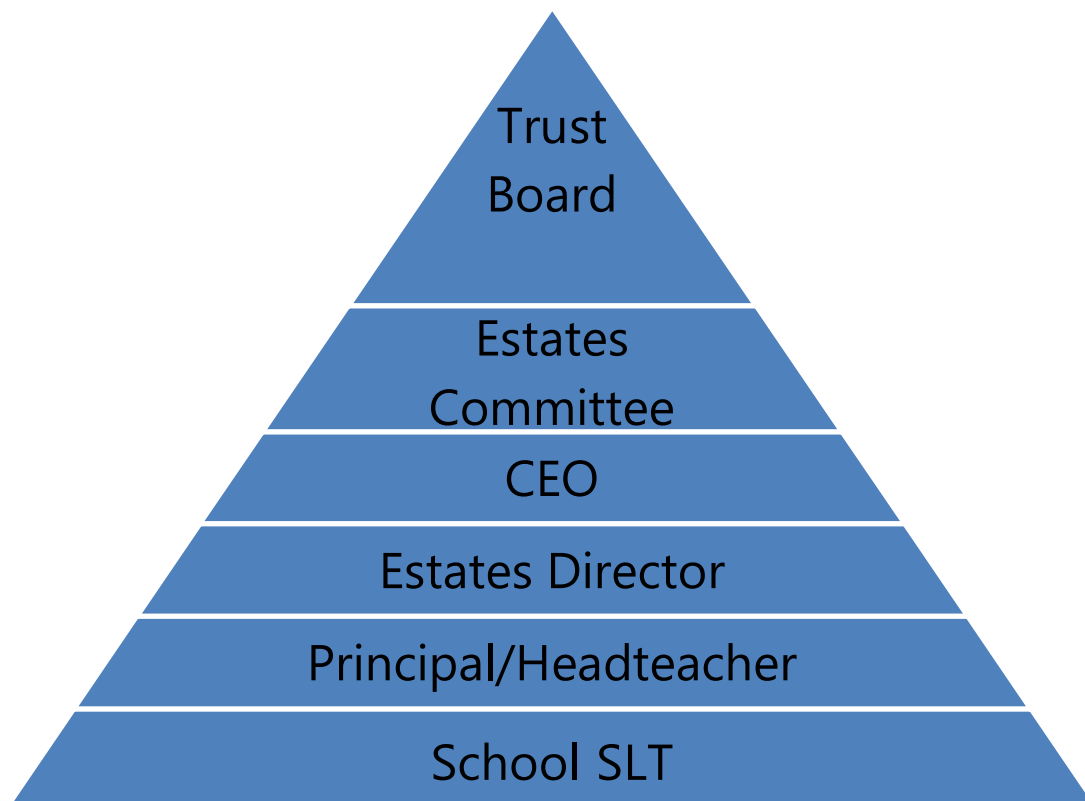 Trust
Board
Estates
Committee
CEO
Estates Director
Principal/Headteacher
School SLT